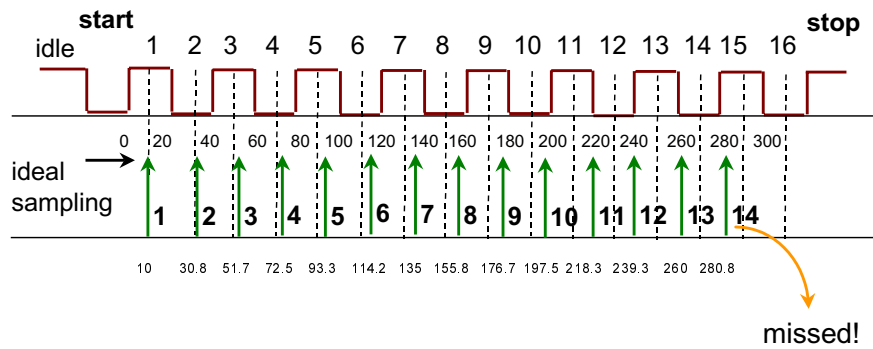 start stop
idle 1 2 3 4 5 6 7 8 9 10 11 12 13 14 15 16
0 20 40 60 80 100 120 140 160 180 200 220 240 260 280 300
ideal
sampling
1 2 3 4 5 6 7 8 9 10 11 12 13 14
10 30.8 51.7 72.5 93.3 114.2 135 155.8 176.7 197.5 218.3 239.3 260 280.8
missed!